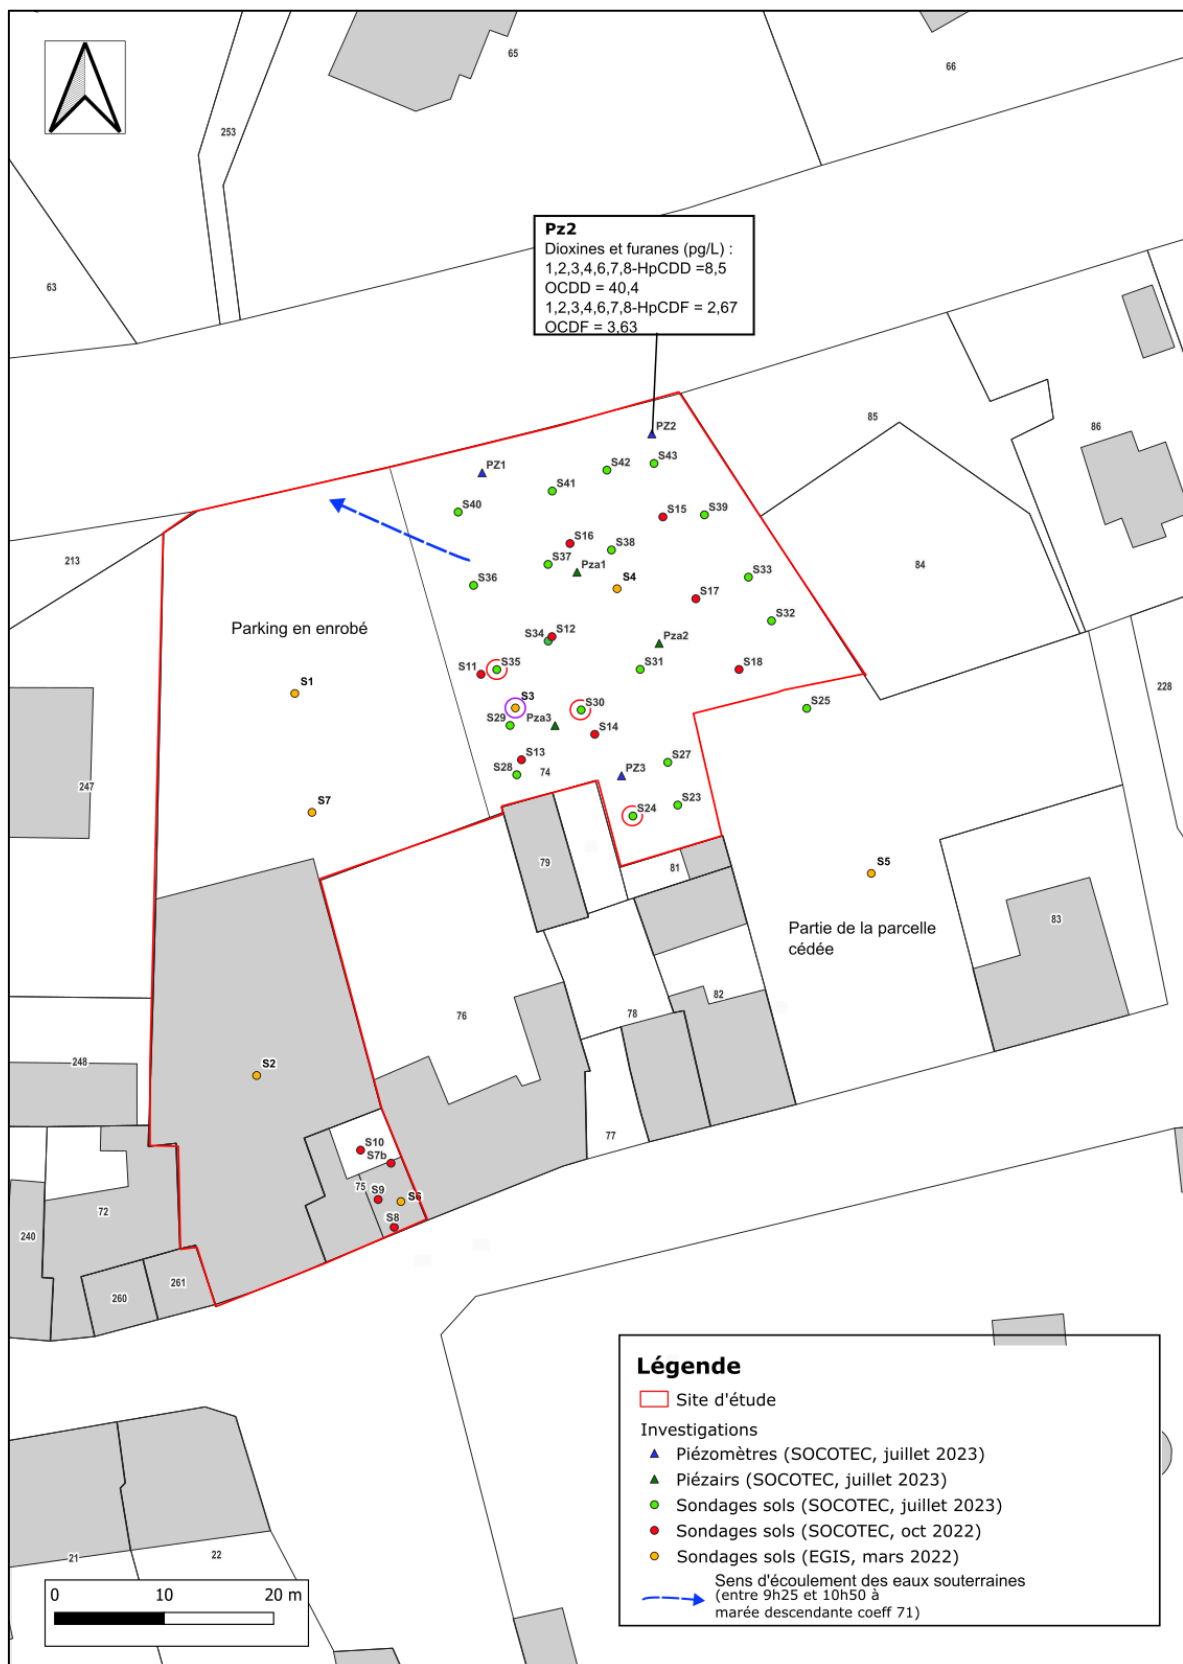 65
66
253
63
Pz2
Dioxines et furanes (pg/L) :
1,2,3,4,6,7,8-HpCDD =8,5
OCDD = 40,4
1,2,3,4,6,7,8-HpCDF = 2,67
OCDF = 3,63
85
86
PZ2
S43
S42
PZ1
S41
S40
S39
S15
S16
S38
213
S37
Pza1
S36
S4
S33
84
S17
S32
Parking en enrobé
S34
S12
Pza2
S35
S11
S31
S18
228
S1
S3
S30
S25
S29
Pza3
S14
S13
S28
74
PZ3
S27
247
S7
S24
S23
79
81
S5
83
Partie de la parcelle
cédée
82
76
78
248
S2
77
S10
S7b
75
S9
S6
S8
72
240
261
260
Légende
Site d'étude
Investigations
Piézomètres (SOCOTEC, juillet 2023)
Piézairs (SOCOTEC, juillet 2023)
Sondages sols (SOCOTEC, juillet 2023)
Sondages sols (SOCOTEC, oct 2022)
Sondages sols (EGIS, mars 2022)
Sens d'écoulement des eaux souterraines
(entre 9h25 et 10h50 à
marée descendante coeff 71)
21
22
0 10 20 m